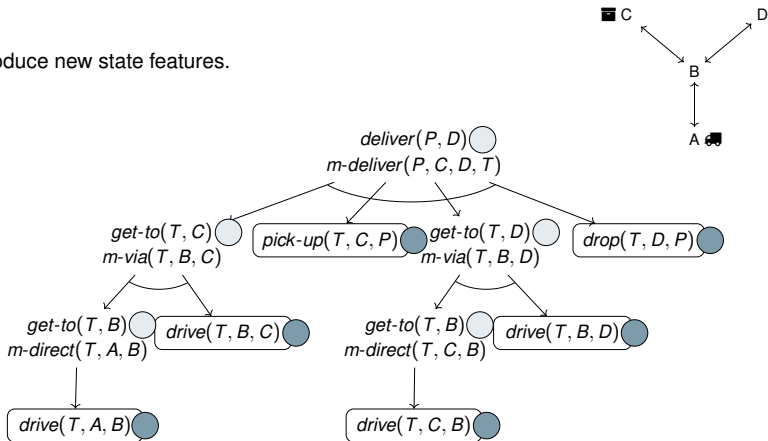 C
D
oduce new state features.
B
A
deliver(P, D)
m-deliver(P, C, D, T)
get-to(T, C)
m-via(T, B, C)
pick-up(T, C, P)
get-to(T, D)
m-via(T, B, D)
drop(T, D, P)
get-to(T, B)
m-direct(T, A, B)
drive(T, B, C)
get-to(T, B)
m-direct(T, C, B)
drive(T, B, D)
drive(T, A, B)
drive(T, C, B)